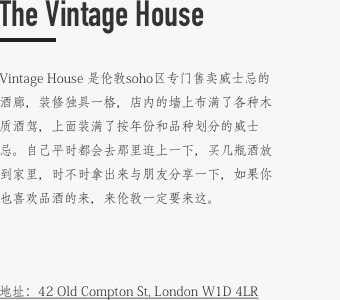 The Vintage House
Vintage House 是伦敦soho区专门售卖威士忌的
酒廊，装修独具一格，店内的墙上布满了各种木
质酒驾，上面装满了按年份和品种划分的威士
忌。自己平时都会去那里逛上一下，买几瓶酒放
到家里，时不时拿出来与朋友分享一下，如果你
也喜欢品酒的来，来伦敦一定要来这。
地址：42 Old Compton St, London W1D 4LR